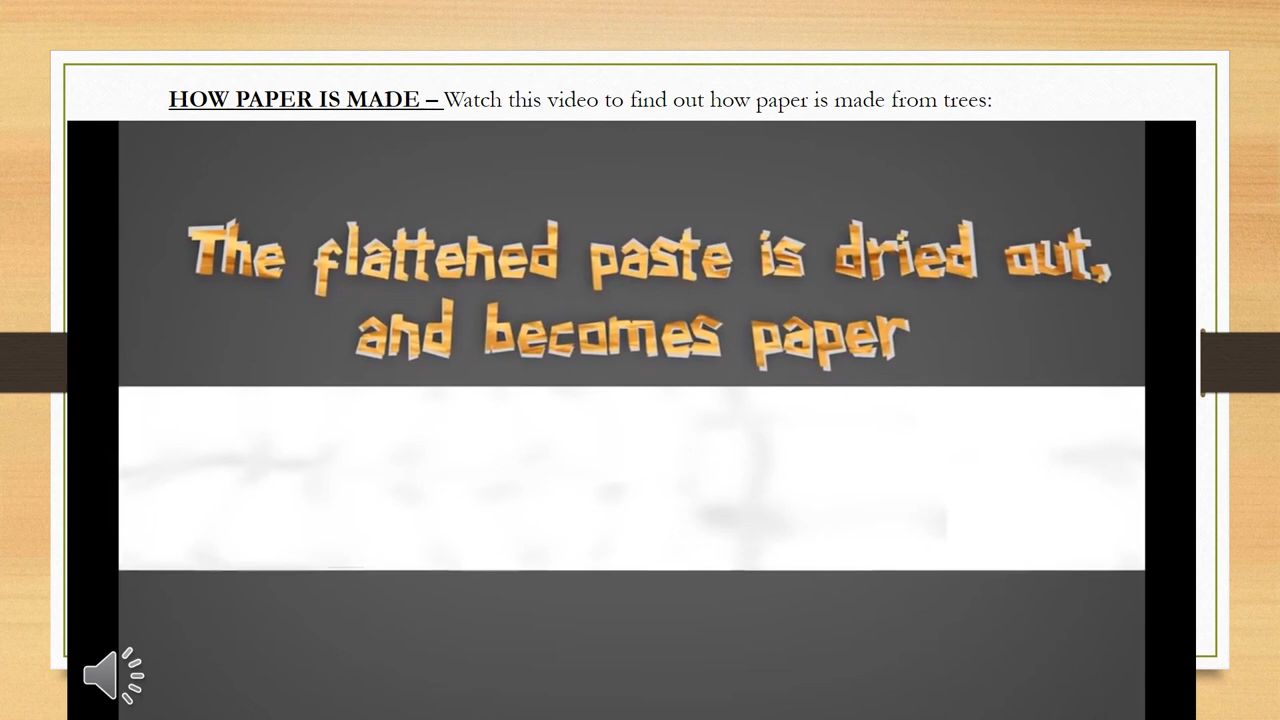 HOW PAPER IS MADE – Watch this video to find out how paper is made from trees:
The flattened paste is dried out,
and becomes paper